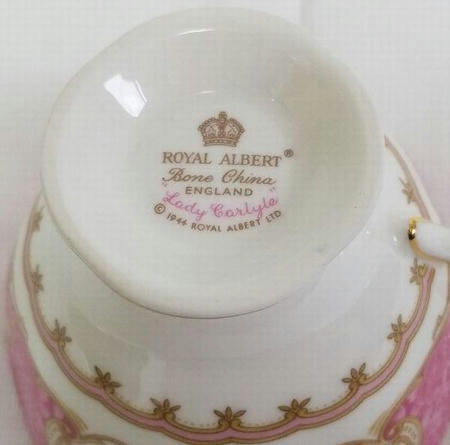 ROYAL ALBERT®
Bone China
ENGLAND
"Lady Carlyle"
© 1944 ROYAL ALBERT LTD